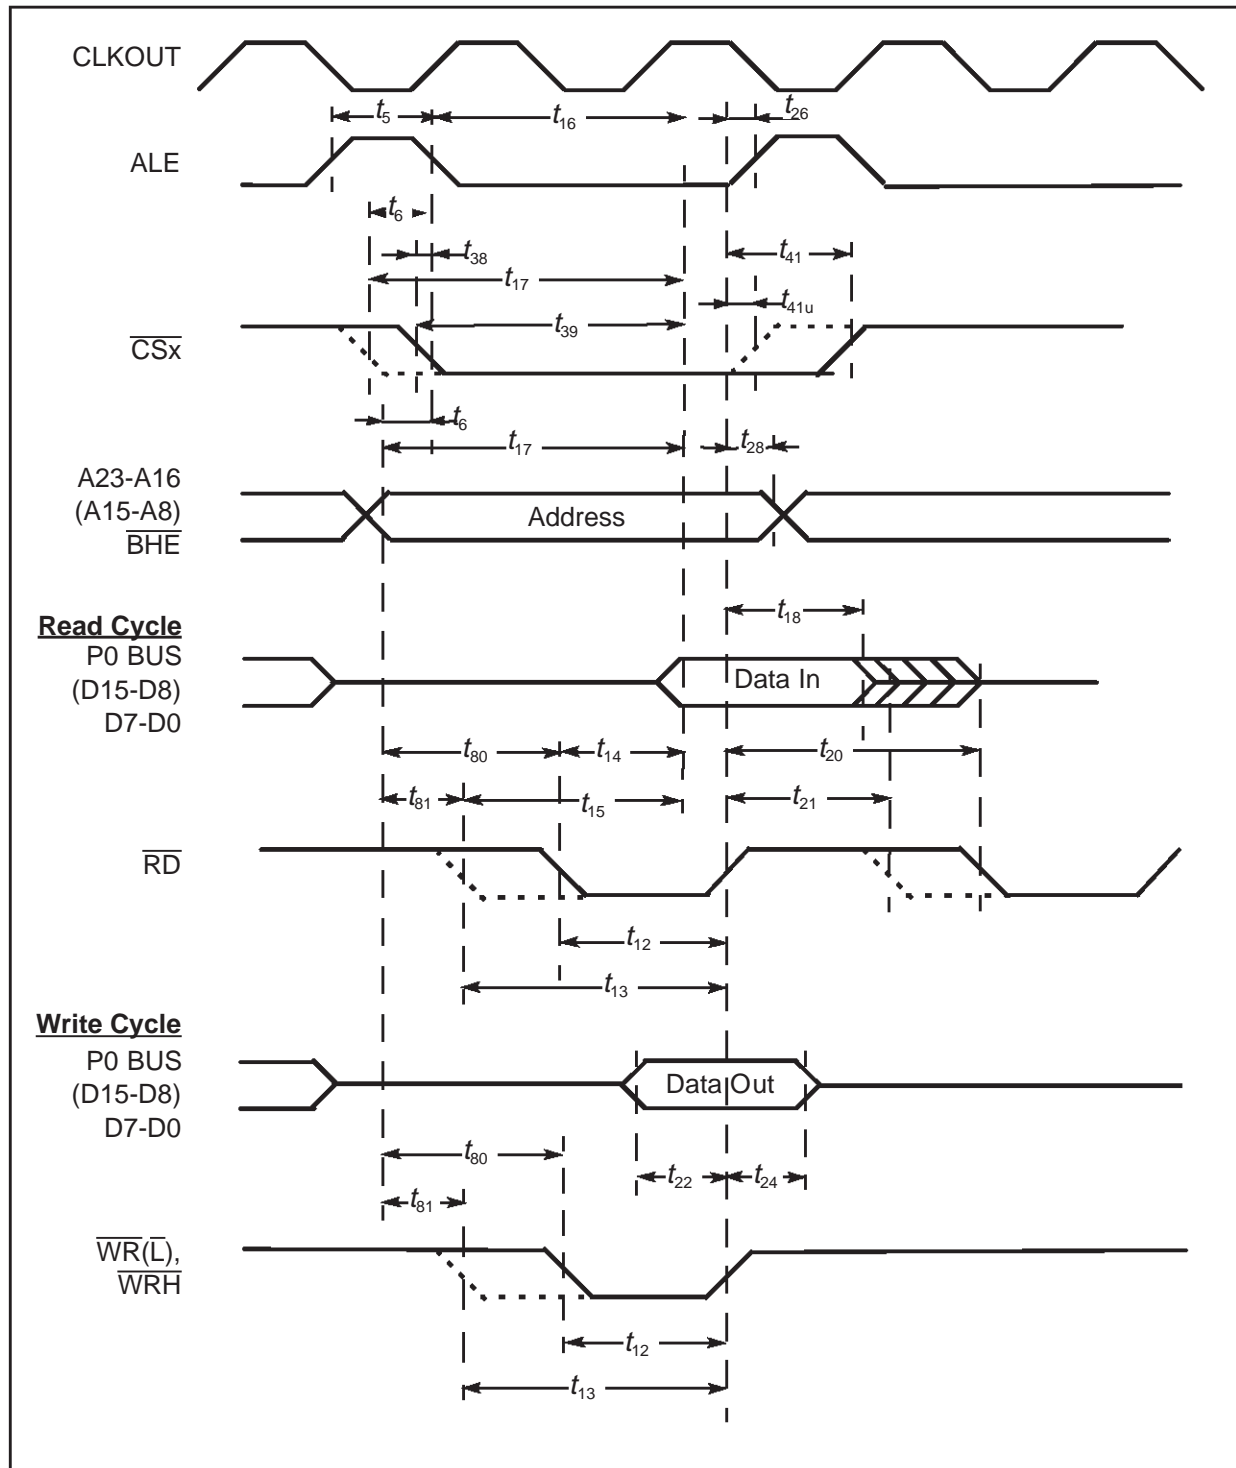 CLKOUT
t5
t16
t26
ALE
t6
t38
t41
t17
t41u
t39
CSx
t6
t17
t28
A23-A16
(A15-A8)
BHE
Address
t18
Read Cycle
P0 BUS
(D15-D8)
D7-D0
Data In
t80
t14
t20
t81
t15
t21
RD
t12
t13
Write Cycle
P0 BUS
(D15-D8)
D7-D0
Data Out
t80
t22
t24
t81
WR(L),
WRH
t12
t13